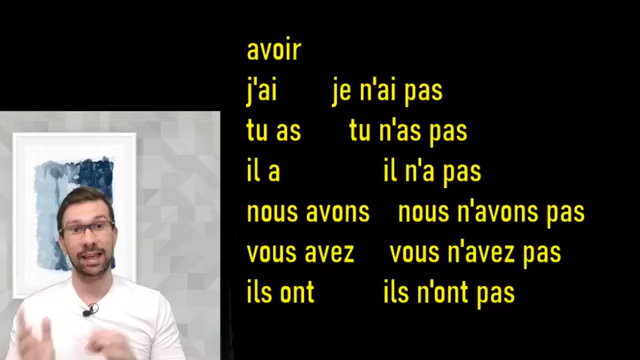 avoir
j'ai je n'ai pas
tu as tu n'as pas
il a il n'a pas
nous avons nous n'avons pas
vous avez vous n'avez pas
ils ont ils n'ont pas